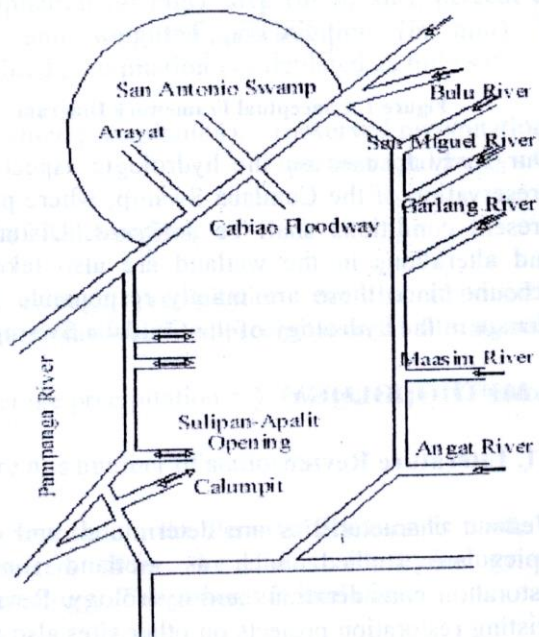 San Antonio Swamp
Arayat
Bulu River
San Miguel River
Garlang River
Cabiao Floodway
Maasim River
Pampanga River
Sulipan-Apalit
Opening
Calumpit
Angat River